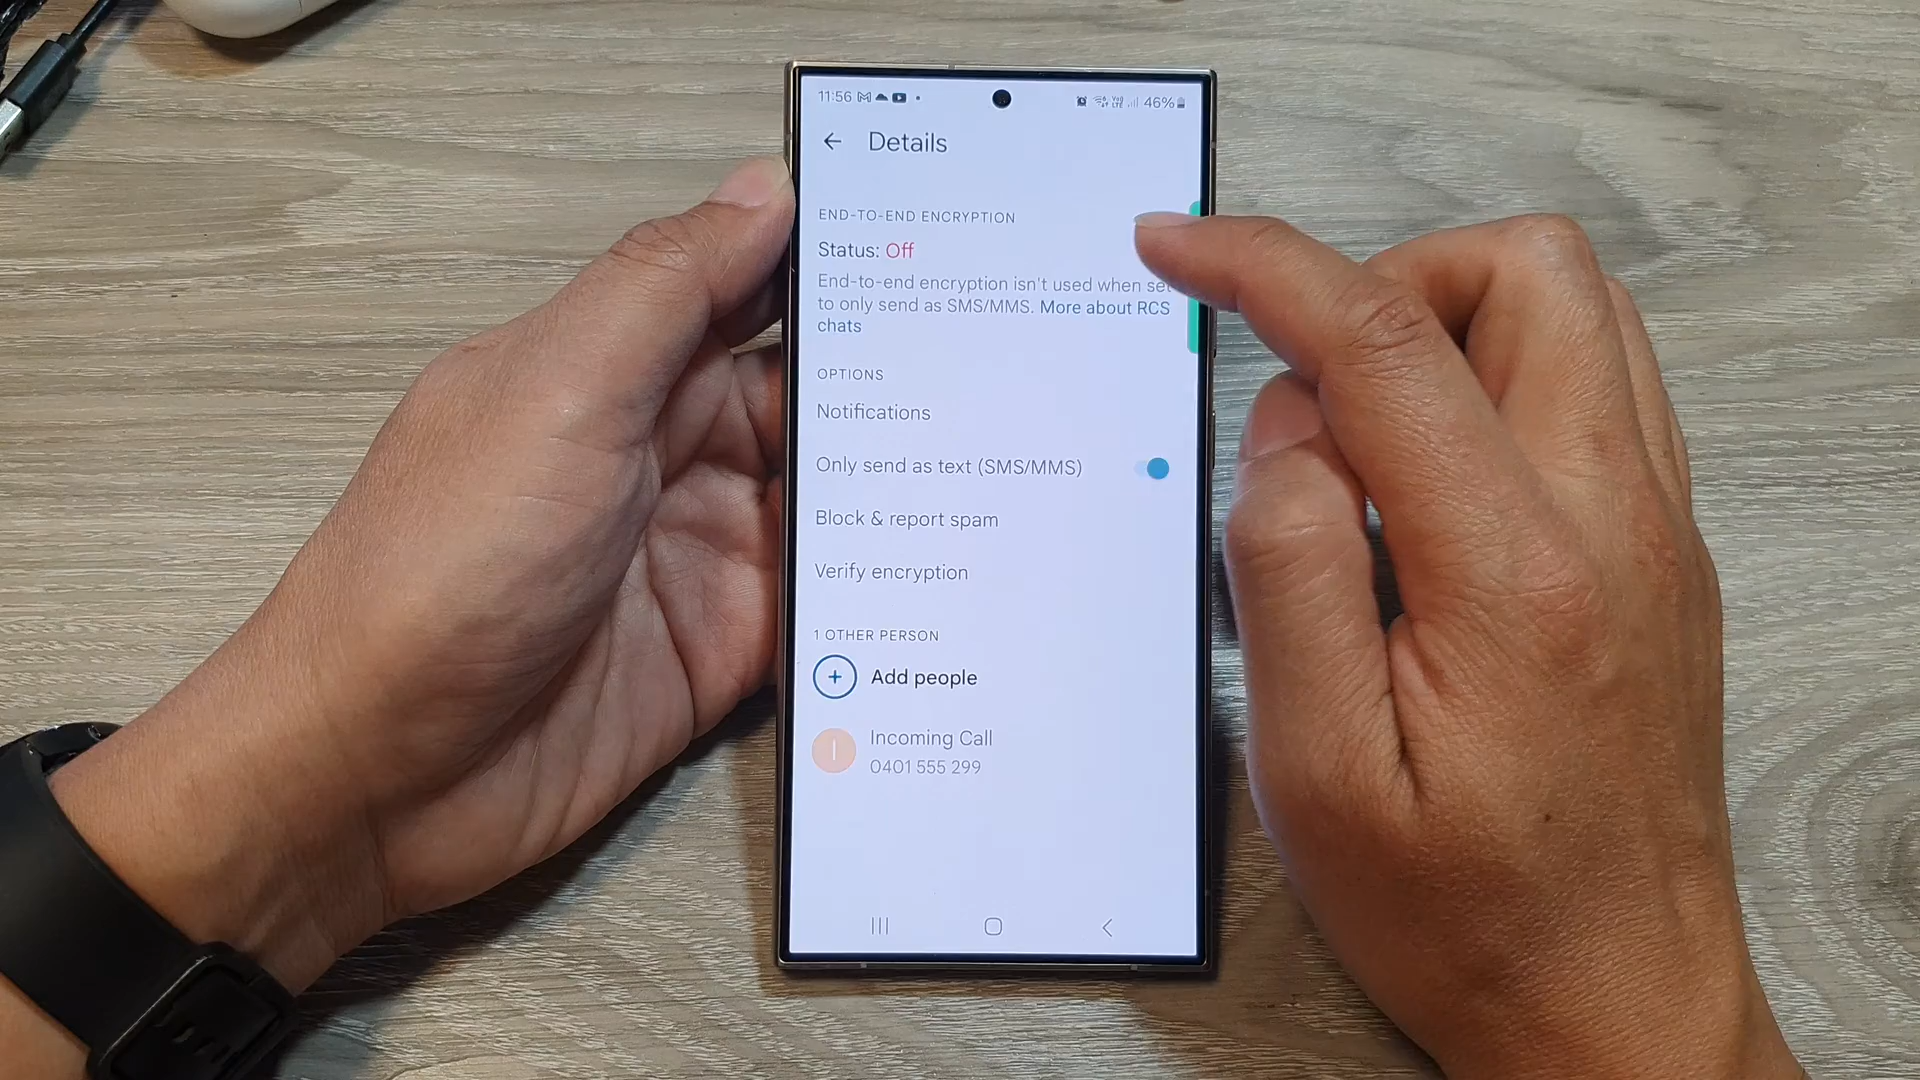 11:56 46%
Details
END-TO-END ENCRYPTION
Status: Off
End-to-end encryption isn't used when set
to only send as SMS/MMS. More about RCS
chats
OPTIONS
Notifications
Only send as text (SMS/MMS)
Block & report spam
Verify encryption
1 OTHER PERSON
+ Add people
I Incoming Call
0401 555 299